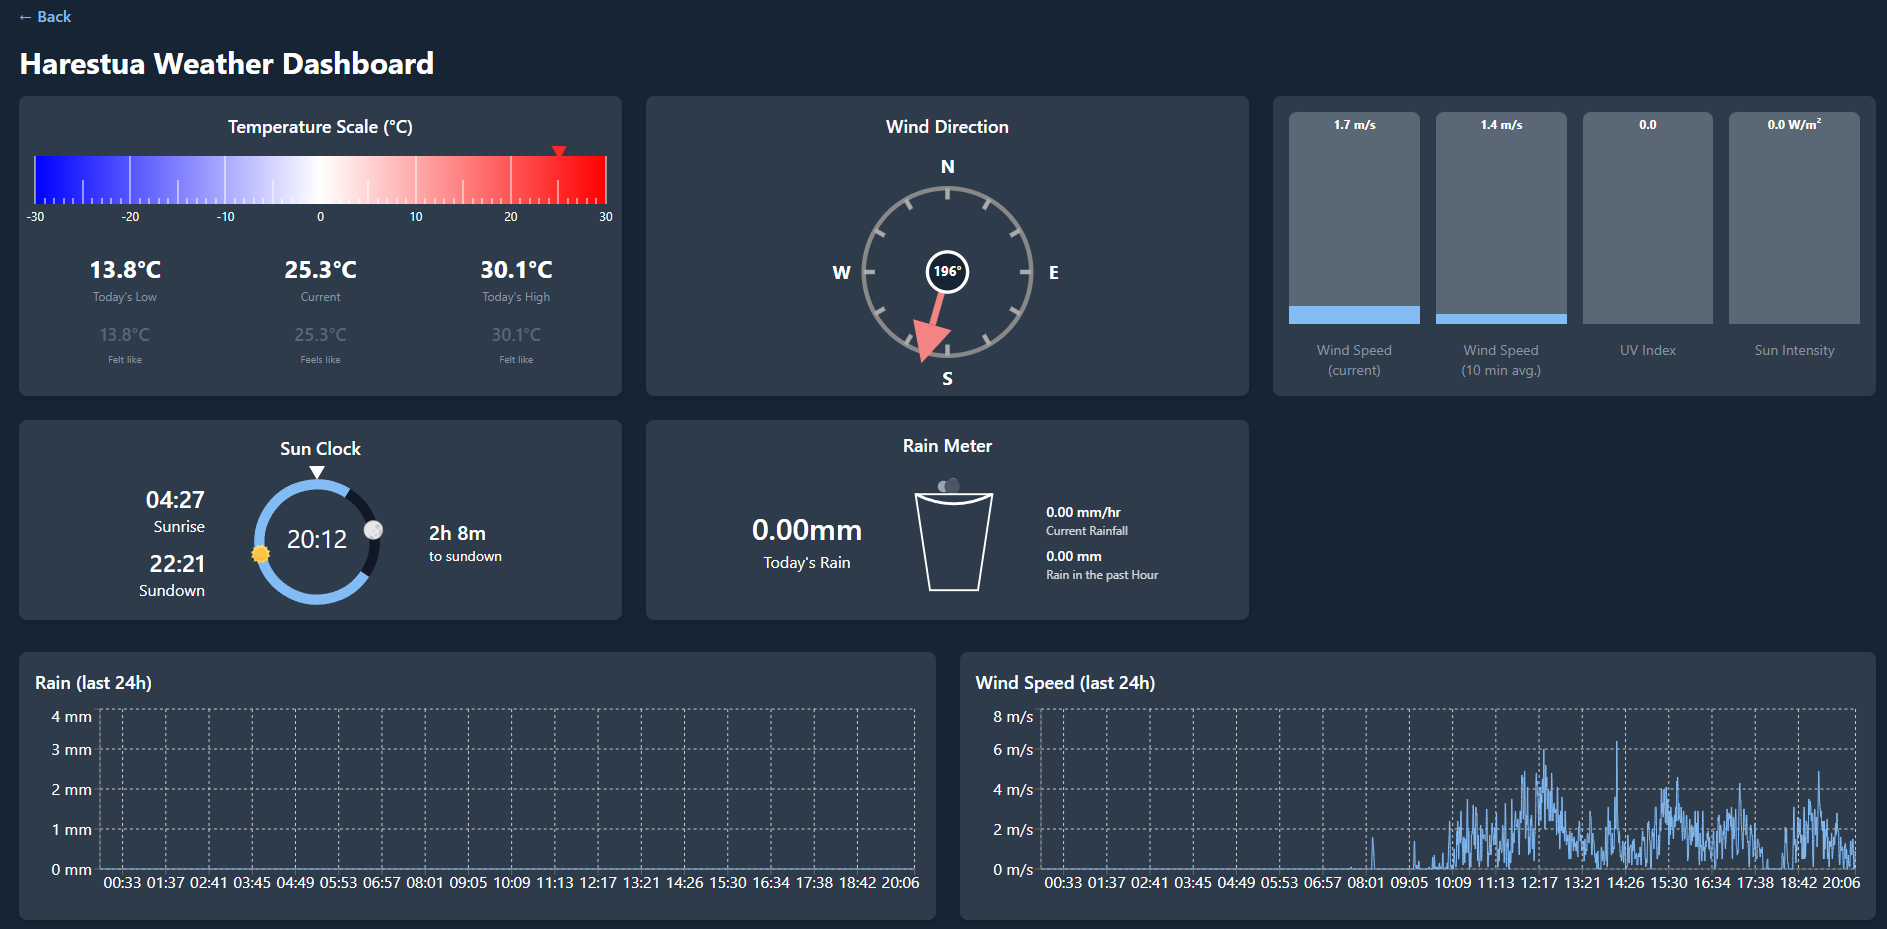 ← Back
Harestua Weather Dashboard
Temperature Scale (°C)
-30 -20 -10 0 10 20 30
13.8°C 25.3°C 30.1°C
Today's Low Current Today's High
13.8°C 25.3°C 30.1°C
Felt like Feels like Felt like
Wind Direction
N
W 196° E
S
1.7 m/s 1.4 m/s 0.0 0.0 W/m²
Wind Speed (current)
Wind Speed (10 min avg.)
UV Index
Sun Intensity
Sun Clock
04:27
Sunrise
22:21
Sundown
20:12
2h 8m
to sundown
Rain Meter
0.00mm
Today's Rain
0.00 mm/hr
Current Rainfall
0.00 mm
Rain in the past Hour
Rain (last 24h)
4 mm
3 mm
2 mm
1 mm
0 mm
00:33 01:37 02:41 03:45 04:49 05:53 06:57 08:01 09:05 10:09 11:13 12:17 13:21 14:26 15:30 16:34 17:38 18:42 20:06
Wind Speed (last 24h)
8 m/s
6 m/s
4 m/s
2 m/s
0 m/s
00:33 01:37 02:41 03:45 04:49 05:53 06:57 08:01 09:05 10:09 11:13 12:17 13:21 14:26 15:30 16:34 17:38 18:42 20:06